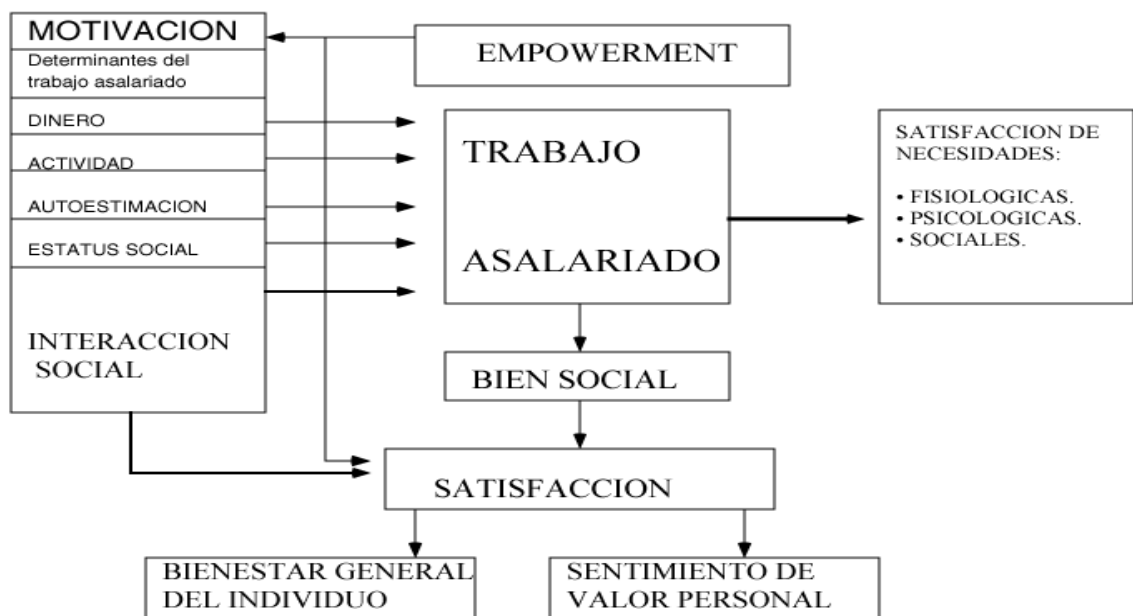 MOTIVACION
Determinantes del
trabajo asalariado
DINERO
ACTIVIDAD
AUTOESTIMACION
ESTATUS SOCIAL
INTERACCION
SOCIAL
EMPOWERMENT
TRABAJO
ASALARIADO
SATISFACCION DE
NECESIDADES:
• FISIOLOGICAS.
• PSICOLOGICAS.
• SOCIALES.
BIEN SOCIAL
SATISFACCION
BIENESTAR GENERAL
DEL INDIVIDUO
SENTIMIENTO DE
VALOR PERSONAL